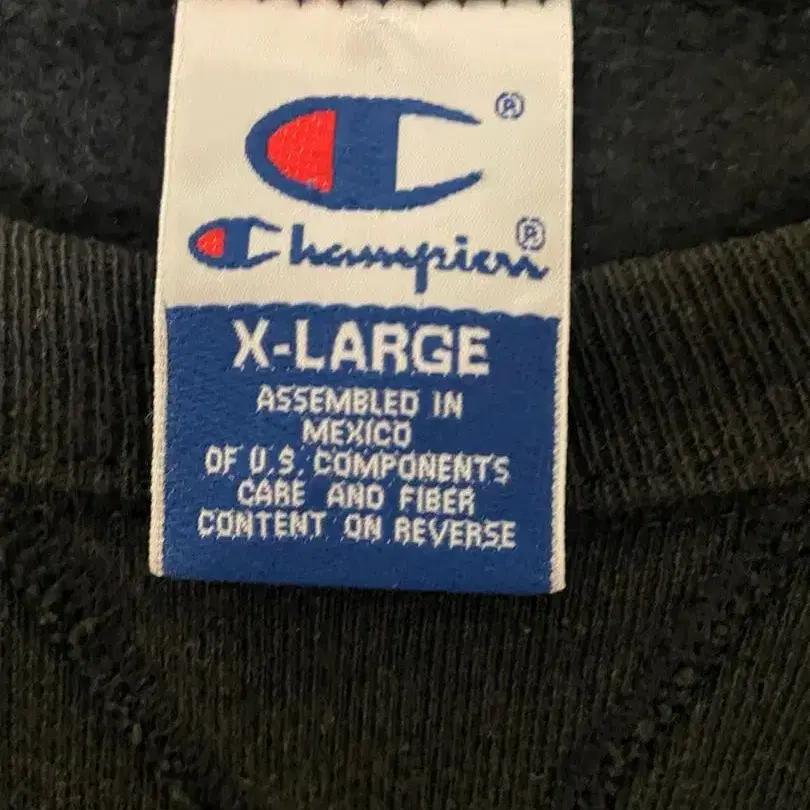 ®
Champion®
X-LARGE
ASSEMBLED IN
MEXICO
OF U.S. COMPONENTS
CARE AND FIBER
CONTENT ON REVERSE